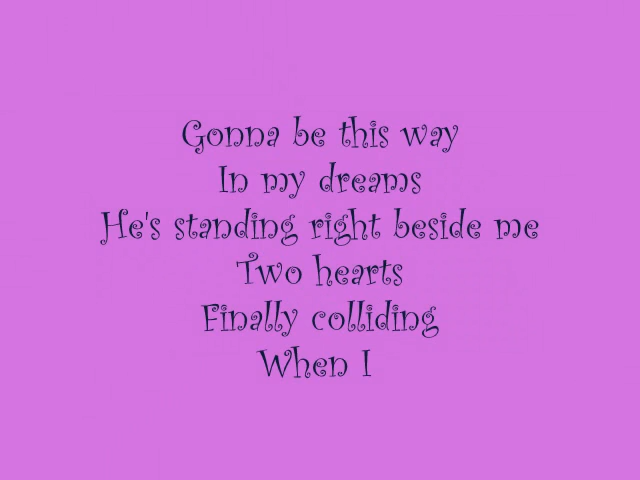 Gonna be this way
In my dreams
He's standing right beside me
Two hearts
Finally colliding
When I